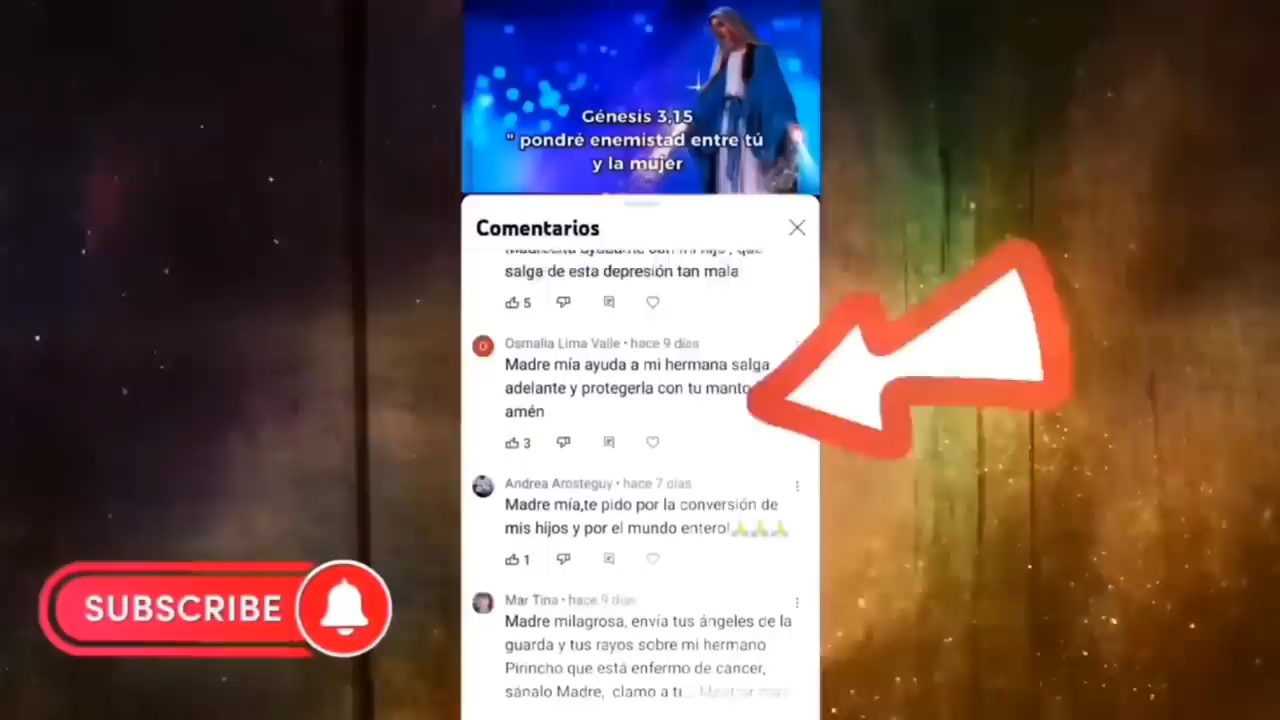 Génesis 3.15
" pondré enemistad entre tú
y la mujer
Comentarios
salga de esta depresión tan mala
5
O
Osmalia Lima Valle • hace 9 días
Madre mía ayuda a mi hermana salga
adelante y protegerla con tu manto
amén
3
Andrea Arosteguy • hace 7 días
Madre mía,te pido por la conversión de
mis hijos y por el mundo entero!🙏🙏🙏
1
Mar Tina • hace 9 días
Madre milagrosa, envía tus ángeles de la
guarda y tus rayos sobre mi hermano
Pirincho que está enfermo de cancer,
sánalo Madre, clamo a tu... Mostrar más
SUBSCRIBE